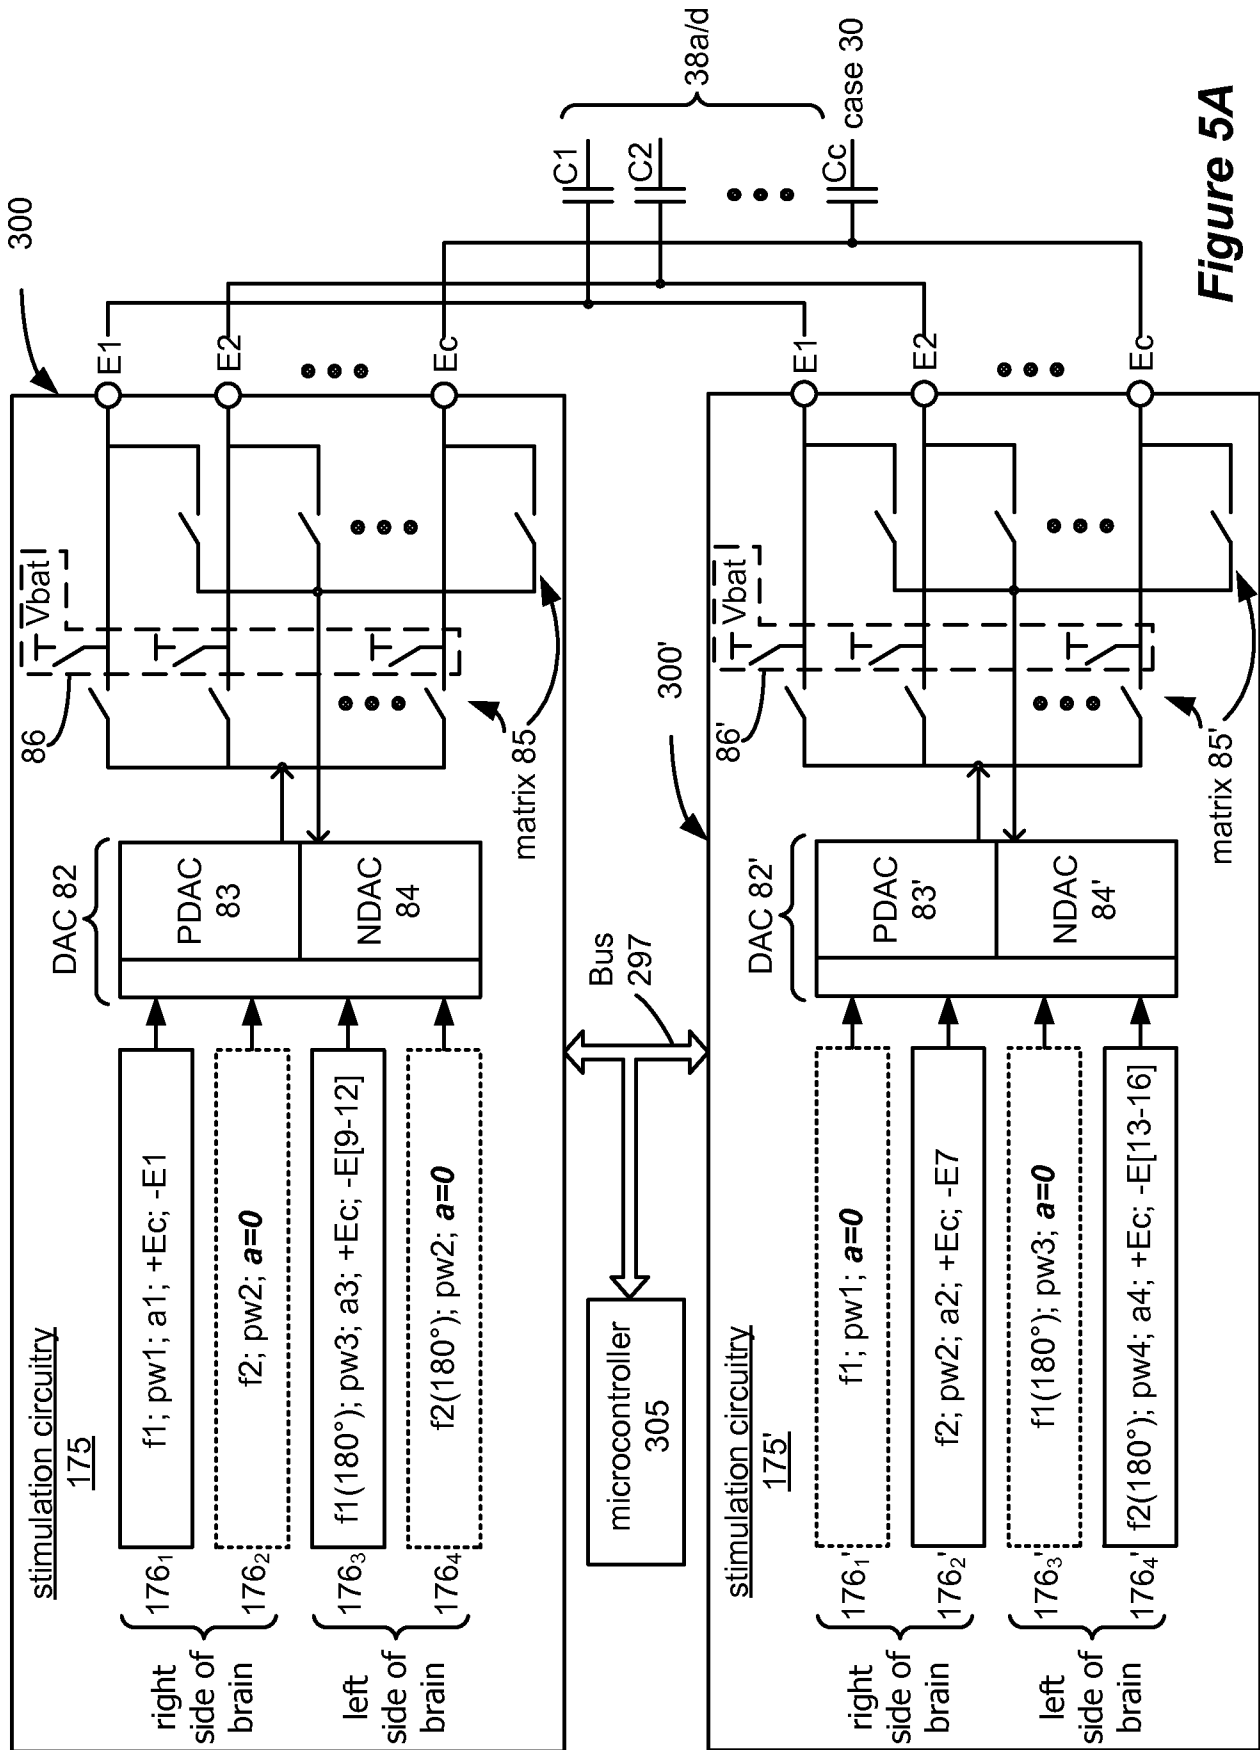 300
stimulation circuitry
175
right
side of
brain
left
side of
brain
176₁
176₂
176₃
176₄
f1; pw1; a1; +Ec; -E1
f2; pw2; a=0
f1(180°); pw3; a3; +Ec; -E[9-12]
f2(180°); pw2; a=0
DAC 82
PDAC
83
NDAC
84
86
Vbat
matrix 85
E1
E2
Ec
microcontroller
305
Bus
297
C1
C2
Cc
38a/d
case 30
300'
stimulation circuitry
175'
right
side of
brain
left
side of
brain
176₁'
176₂'
176₃'
176₄'
f1; pw1; a=0
f2; pw2; a2; +Ec; -E7
f1(180°); pw3; a=0
f2(180°); pw4; a4; +Ec; -E[13-16]
DAC 82'
PDAC
83'
NDAC
84'
86'
Vbat
matrix 85'
E1
E2
Ec
Figure 5A